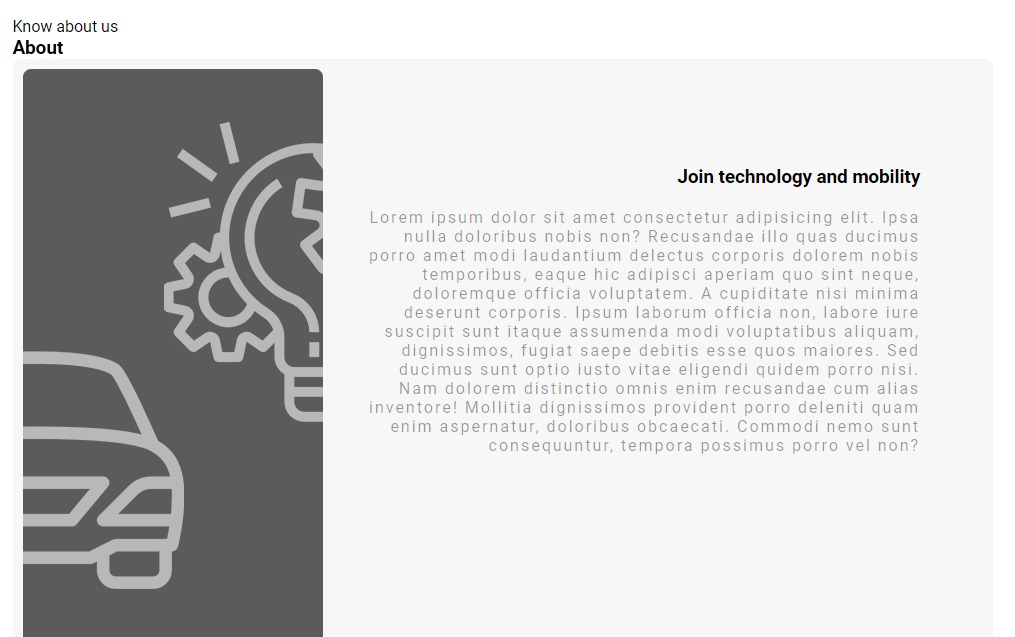 Know about us
About
Join technology and mobility
Lorem ipsum dolor sit amet consectetur adipisicing elit. Ipsa
nulla doloribus nobis non? Recusandae illo quas ducimus
porro amet modi laudantium delectus corporis dolorem nobis
temporibus, eaque hic adipisci aperiam quo sint neque,
doloremque officia voluptatem. A cupiditate nisi minima
deserunt corporis. Ipsum laborum officia non, labore iure
suscipit sunt itaque assumenda modi voluptatibus aliquam,
dignissimos, fugiat saepe debitis esse quos maiores. Sed
ducimus sunt optio iusto vitae eligendi quidem porro nisi.
Nam dolorem distinctio omnis enim recusandae cum alias
inventore! Mollitia dignissimos provident porro deleniti quam
enim aspernatur, doloribus obcaecati. Commodi nemo sunt
consequuntur, tempora possimus porro vel non?